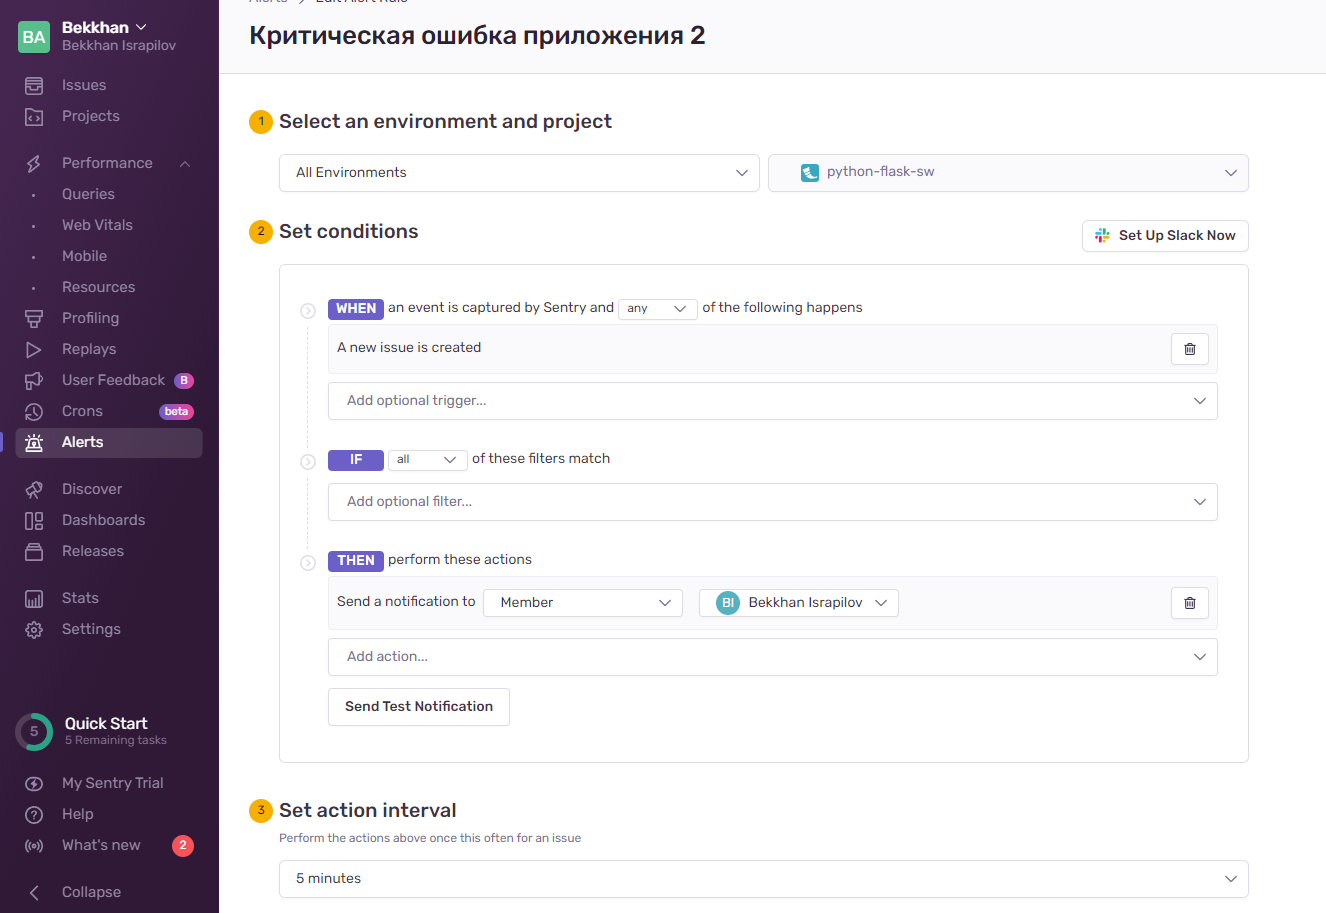 BA
Bekkhan
Bekkhan Israpilov
Issues
Projects
Performance
Queries
Web Vitals
Mobile
Resources
Profiling
Replays
User Feedback B
Crons beta
Alerts
Discover
Dashboards
Releases
Stats
Settings
5
Quick Start
5 Remaining tasks
My Sentry Trial
Help
What's new 2
Collapse
Alerts > Edit Alert Rule
Критическая ошибка приложения 2
1 Select an environment and project
All Environments
python-flask-sw
2 Set conditions
Set Up Slack Now
WHEN an event is captured by Sentry and any of the following happens
A new issue is created
Add optional trigger...
IF all of these filters match
Add optional filter...
THEN perform these actions
Send a notification to Member BI Bekkhan Israpilov
Add action...
Send Test Notification
3 Set action interval
Perform the actions above once this often for an issue
5 minutes